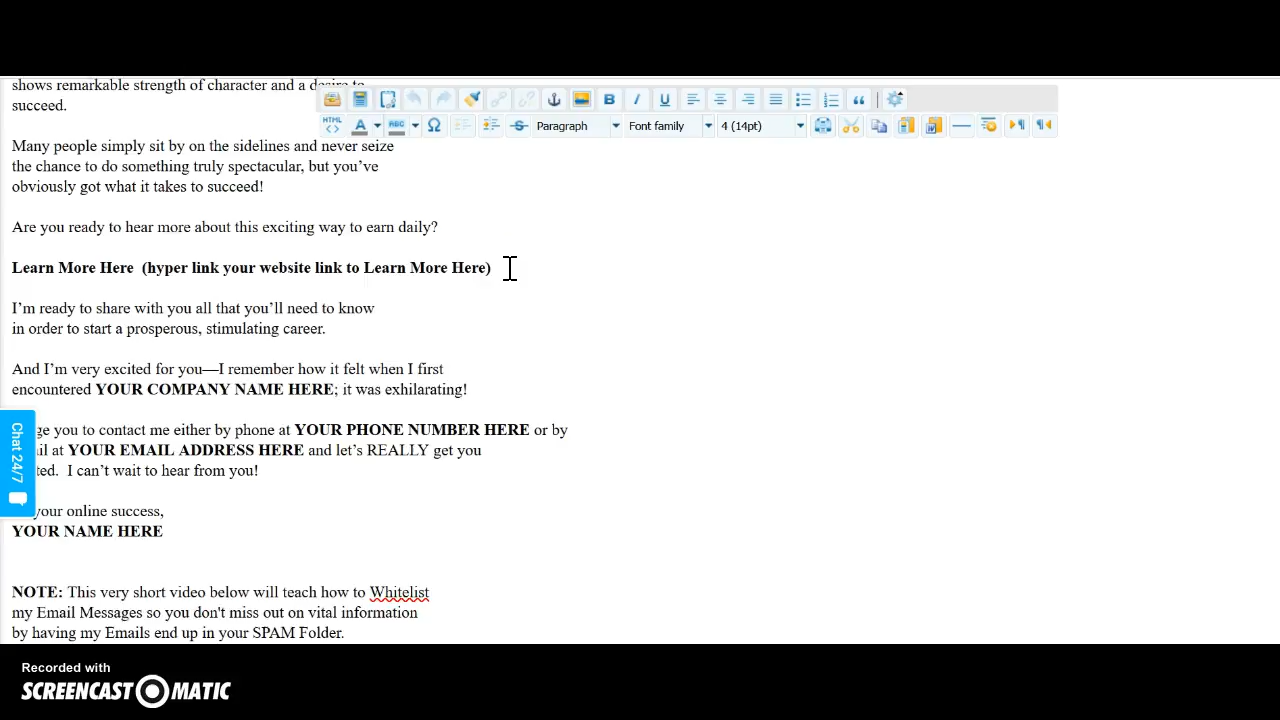 shows remarkable strength of character and a desire to
succeed.
HTML
ABC
Paragraph
Font family
4 (14pt)
Many people simply sit by on the sidelines and never seize
the chance to do something truly spectacular, but you’ve
obviously got what it takes to succeed!
Are you ready to hear more about this exciting way to earn daily?
Learn More Here (hyper link your website link to Learn More Here)
I’m ready to share with you all that you’ll need to know
in order to start a prosperous, stimulating career.
And I’m very excited for you—I remember how it felt when I first
encountered YOUR COMPANY NAME HERE; it was exhilarating!
ge you to contact me either by phone at YOUR PHONE NUMBER HERE or by
il at YOUR EMAIL ADDRESS HERE and let’s REALLY get you
ted. I can’t wait to hear from you!
your online success,
YOUR NAME HERE
Chat 24/7
NOTE: This very short video below will teach how to Whitelist
my Email Messages so you don't miss out on vital information
by having my Emails end up in your SPAM Folder.
Recorded with
SCREENCAST MATIC